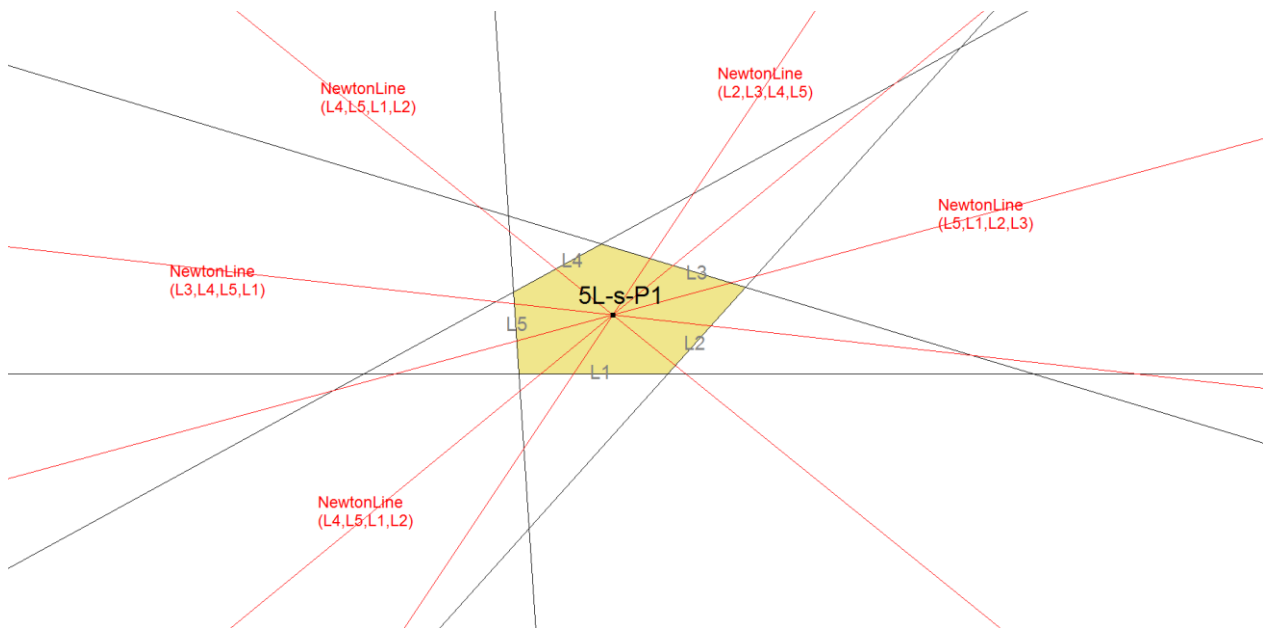 NewtonLine
(L4,L5,L1,L2)
NewtonLine
(L2,L3,L4,L5)
NewtonLine
(L5,L1,L2,L3)
NewtonLine
(L3,L4,L5,L1)
L4
L3
5L-s-P1
L5
L2
L1
NewtonLine
(L4,L5,L1,L2)